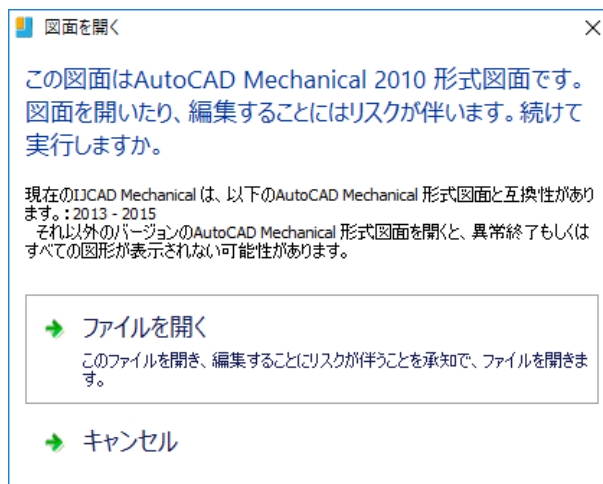 図面を開く
この図面はAutoCAD Mechanical 2010 形式図面です。
図面を開いたり、編集することにはリスクが伴います。続けて
実行しますか。
現在のIJCAD Mechanical は、以下のAutoCAD Mechanical 形式図面と互換性があり
ます。: 2013 - 2015
それ以外のバージョンのAutoCAD Mechanical 形式図面を開くと、異常終了もしくは
すべての図形が表示されない可能性があります。
ファイルを開く
このファイルを開き、編集することにリスクが伴うことを承知で、ファイルを開きま
す。
キャンセル